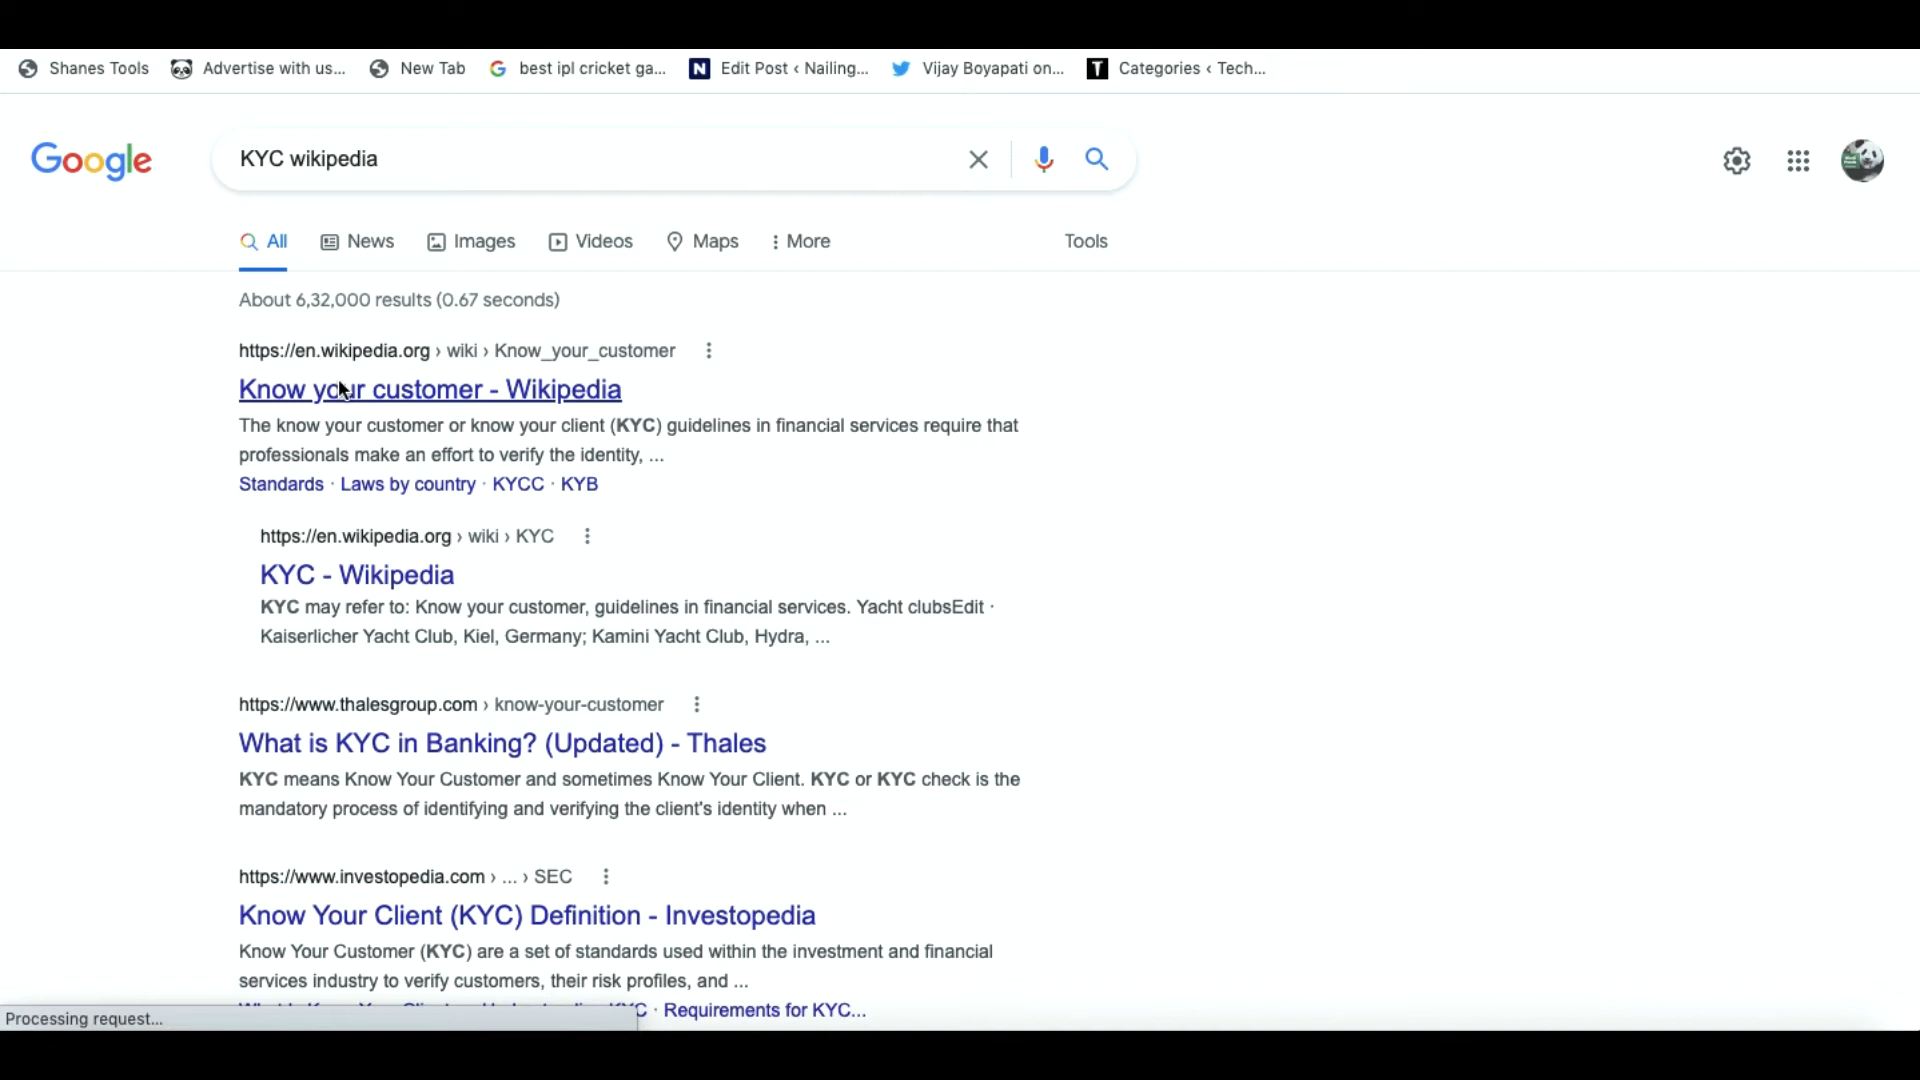 Shanes Tools Advertise with us... New Tab best ipl cricket ga... N Edit Post < Nailing... Vijay Boyapati on... T Categories < Tech...
Google KYC wikipedia
All News Images Videos Maps More Tools
About 6,32,000 results (0.67 seconds)
https://en.wikipedia.org › wiki › Know_your_customer
Know your customer - Wikipedia
The know your customer or know your client (KYC) guidelines in financial services require that
professionals make an effort to verify the identity, ...
Standards · Laws by country · KYCC · KYB
https://en.wikipedia.org › wiki › KYC
KYC - Wikipedia
KYC may refer to: Know your customer, guidelines in financial services. Yacht clubsEdit ·
Kaiserlicher Yacht Club, Kiel, Germany; Kamini Yacht Club, Hydra, ...
https://www.thalesgroup.com › know-your-customer
What is KYC in Banking? (Updated) - Thales
KYC means Know Your Customer and sometimes Know Your Client. KYC or KYC check is the
mandatory process of identifying and verifying the client's identity when ...
https://www.investopedia.com › ... › SEC
Know Your Client (KYC) Definition - Investopedia
Know Your Customer (KYC) are a set of standards used within the investment and financial
services industry to verify customers, their risk profiles, and ...
· Requirements for KYC...
Processing request...